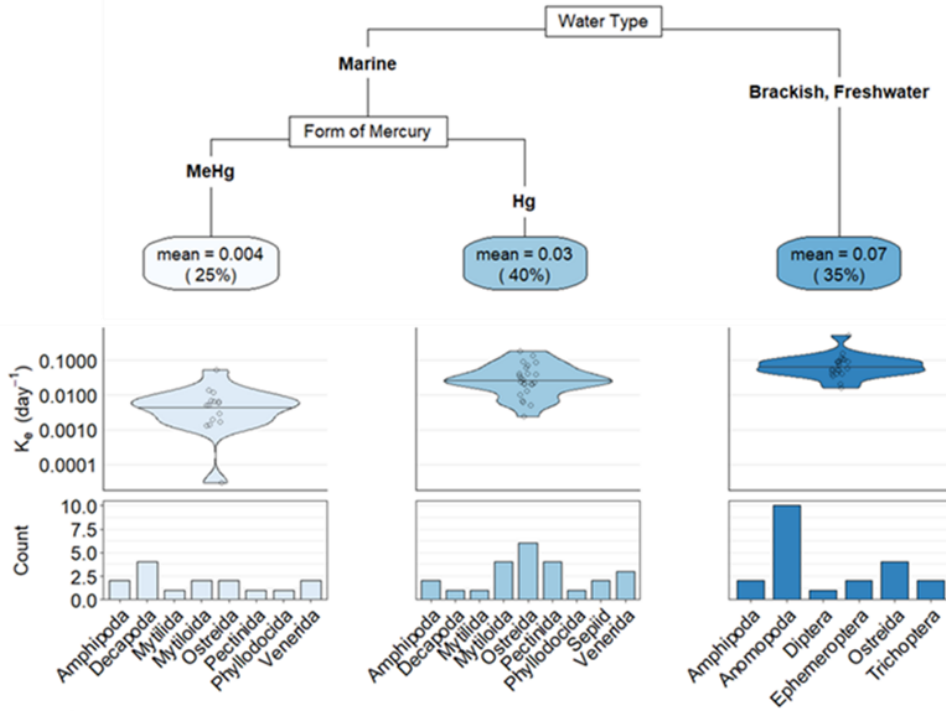 Water Type
Marine
Brackish, Freshwater
Form of Mercury
MeHg
Hg
mean = 0.004
( 25%)
mean = 0.03
( 40%)
mean = 0.07
( 35%)
Ke (day−1)
0.1000
0.0100
0.0010
0.0001
Count
10.0
7.5
5.0
2.5
0.0
Amphipoda
Decapoda
Mytilida
Mytiloida
Ostreida
Pectinida
Phyllodocida
Venerida
Amphipoda
Decapoda
Mytilida
Mytiloida
Ostreida
Pectinida
Phyllodocida
Sepiid
Venerida
Amphipoda
Anomopoda
Diptera
Ephemeroptera
Ostreida
Trichoptera